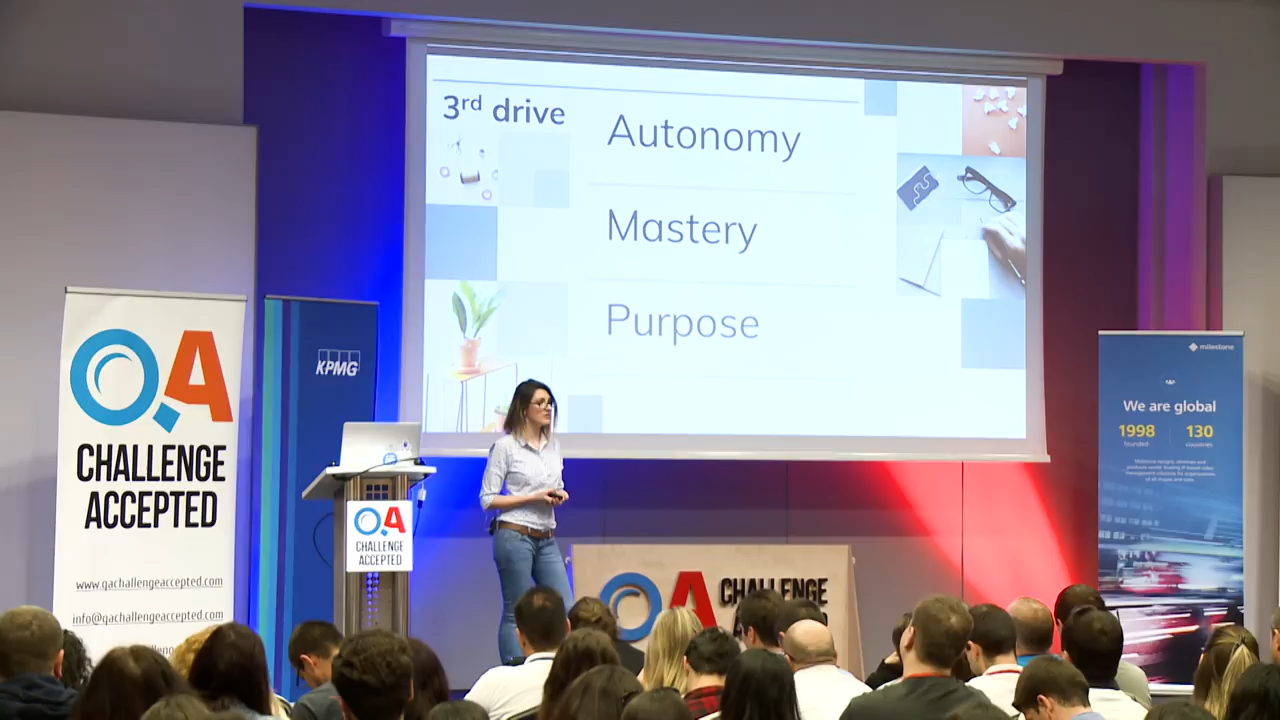 3rd drive
Autonomy
Mastery
Purpose
QA
CHALLENGE
ACCEPTED
www.qachallengeaccepted.com
info@qachallengeaccepted.com
KPMG
QA
CHALLENGE
ACCEPTED
QA
CHALLENGE
milestone
We are global
1998
130
founded
countries